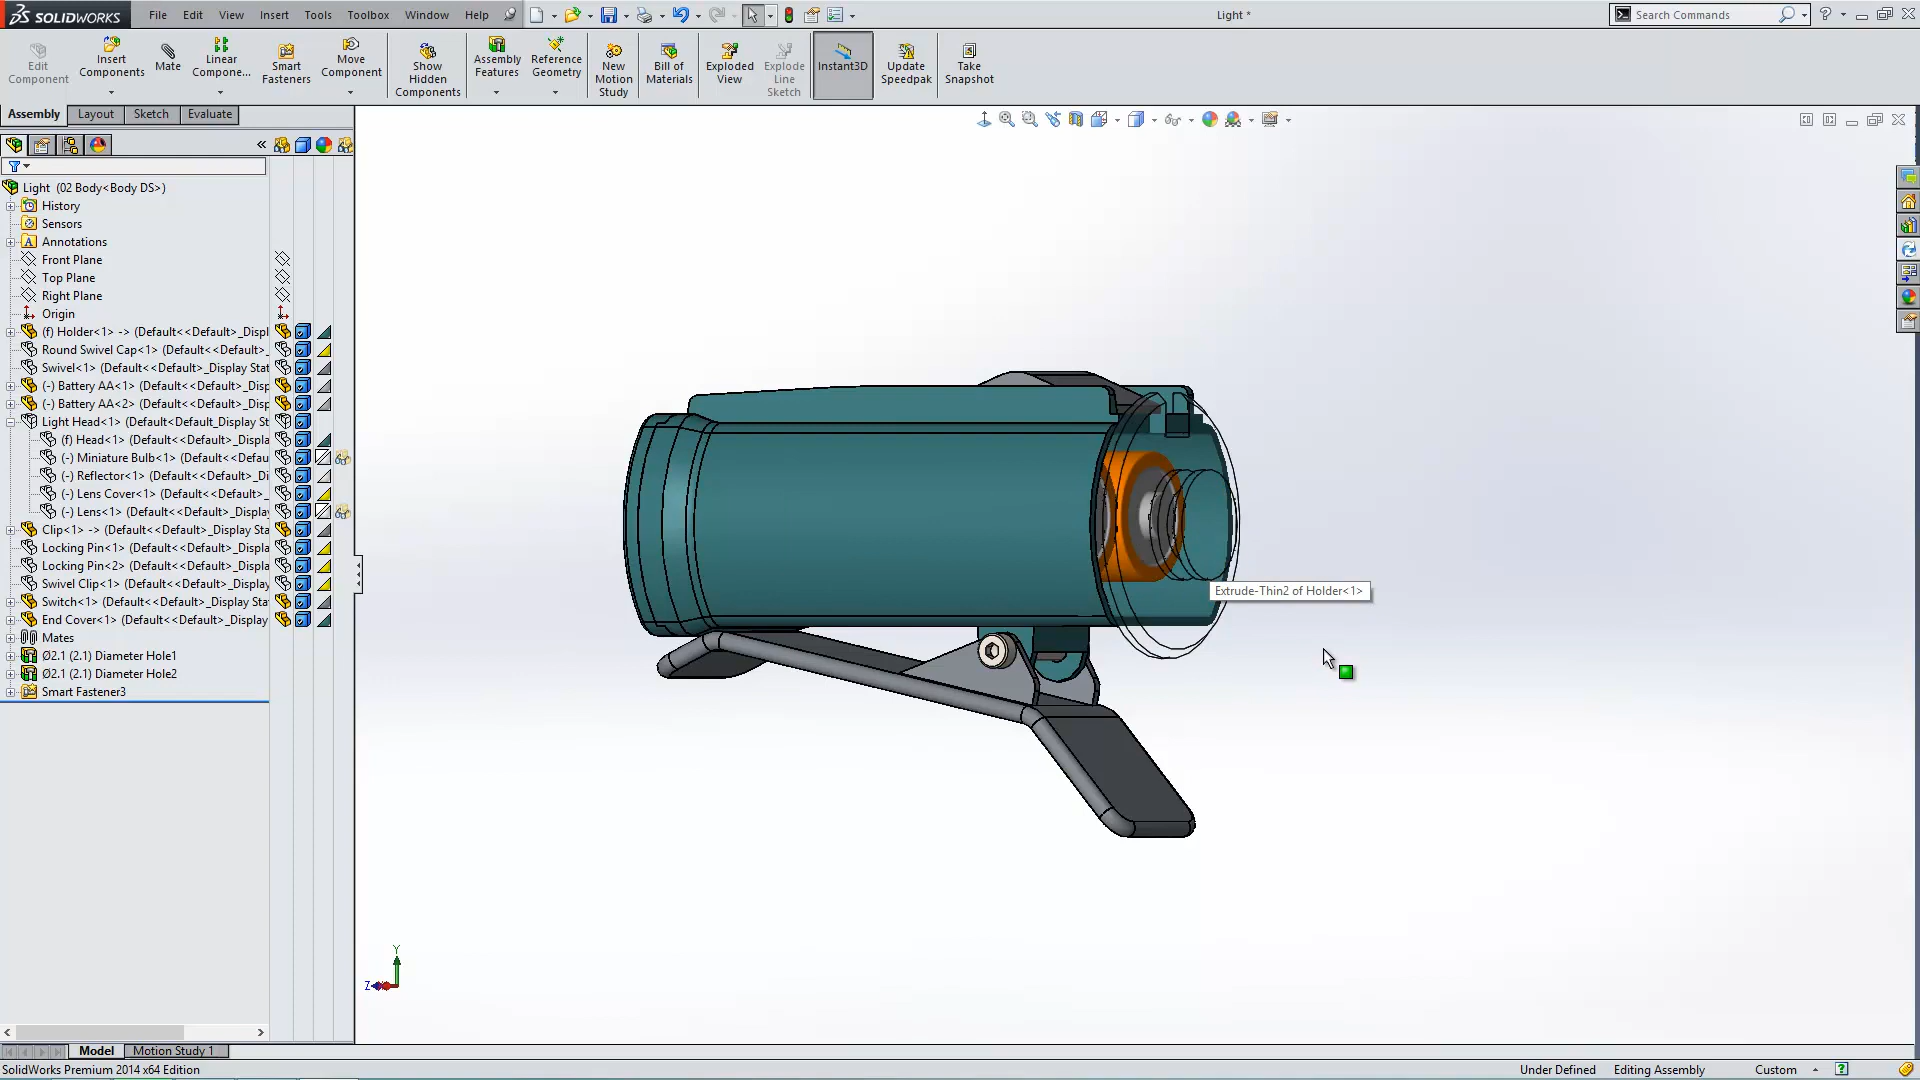 SOLIDWORKS File Edit View Insert Tools Toolbox Window Help Light * Search Commands
Edit Component
Insert Components
Mate
Linear Compone...
Smart Fasteners
Move Component
Show Hidden Components
Assembly Features
Reference Geometry
New Motion Study
Bill of Materials
Exploded View
Explode Line Sketch
Instant3D
Update Speedpak
Take Snapshot
Assembly Layout Sketch Evaluate
Light (02 Body<Body DS>)
History
Sensors
Annotations
Front Plane
Top Plane
Right Plane
Origin
(f) Holder<1> -> (Default<<Default>_Displ
Round Swivel Cap<1> (Default<<Default>_
Swivel<1> (Default<<Default>_Display Stat
(-) Battery AA<1> (Default<<Default>_Disp
(-) Battery AA<2> (Default<<Default>_Disp
Light Head<1> (Default<Default_Display St
(f) Head<1> (Default<<Default>_Displa
(-) Miniature Bulb<1> (Default<<Defau
(-) Reflector<1> (Default<<Default>_Di
(-) Lens Cover<1> (Default<<Default>_
(-) Lens<1> (Default<<Default>_Displa
Clip<1> -> (Default<<Default>_Display Sta
Locking Pin<1> (Default<<Default>_Displa
Locking Pin<2> (Default<<Default>_Displa
Swivel Clip<1> (Default<<Default>_Display
Switch<1> (Default<<Default>_Display Sta
End Cover<1> (Default<<Default>_Display
Mates
Ø2.1 (2.1) Diameter Hole1
Ø2.1 (2.1) Diameter Hole2
Smart Fastener3
Extrude-Thin2 of Holder<1>
Y
Z
Model Motion Study 1
SolidWorks Premium 2014 x64 Edition Under Defined Editing Assembly Custom